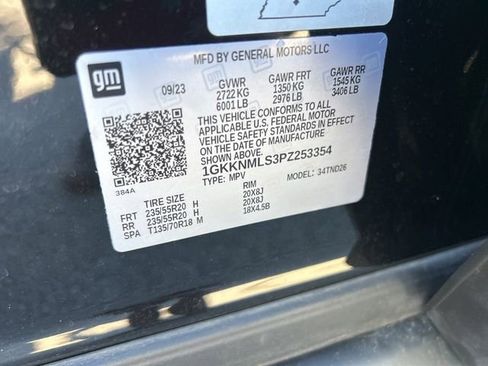 MFD BY GENERAL MOTORS LLC
gm
09/23 GVWR GAWR FRT GAWR RR
2722 KG 1350 KG 1545 KG
6001 LB 2976 LB 3406 LB
THIS VEHICLE CONFORMS TO ALL
APPLICABLE U.S. FEDERAL MOTOR
VEHICLE SAFETY STANDARDS IN EFFECT
ON THE DATE OF MANUFACTURE
1GKKNMLS3PZ253354
TYPE: MPV MODEL: 34TND26
384A
TIRE SIZE RIM
FRT 235/55R20 H 20X8J
RR 235/55R20 H 20X8J
SPA T135/70R18 M 18X4.5B